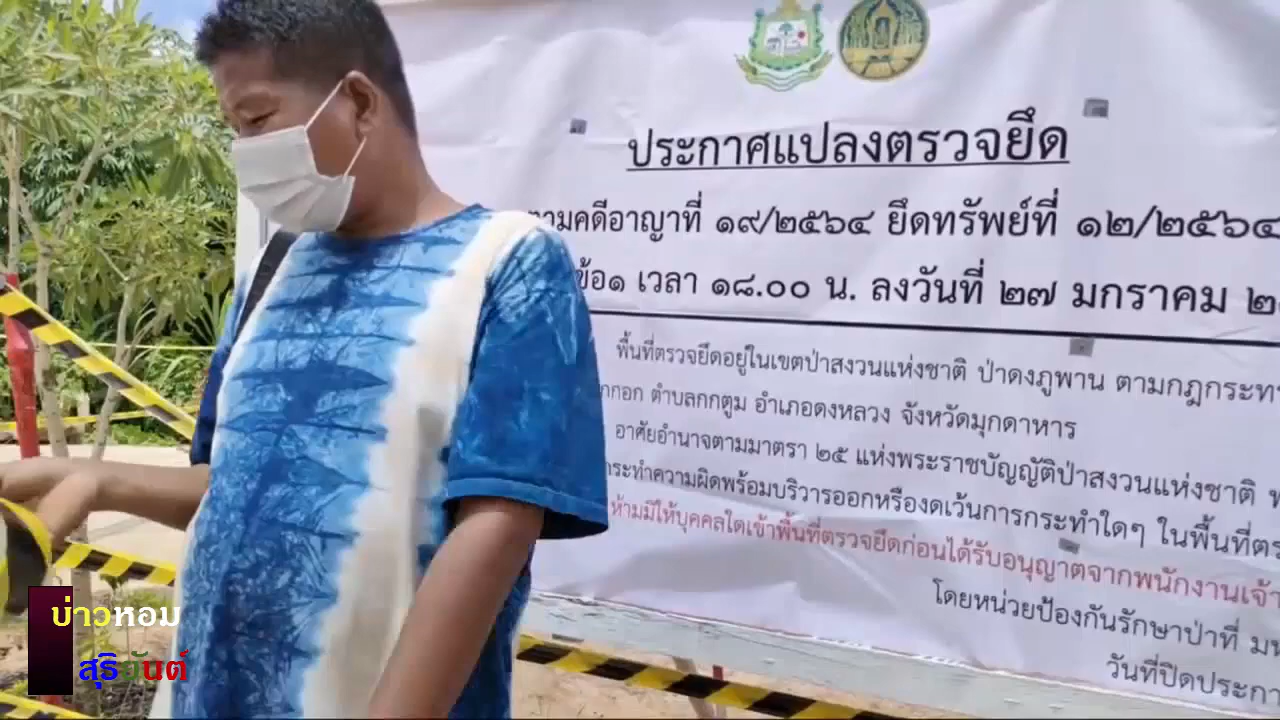 ประกาศแปลงตรวจยึด
ตามคดีอาญาที่ ๑๙/๒๕๖๔ ยึดทรัพย์ที่ ๑๒/๒๕๖๔
ข้อ๑ เวลา ๑๘.๐๐ น. ลงวันที่ ๒๗ มกราคม ๒
พื้นที่ตรวจยึดอยู่ในเขตป่าสงวนแห่งชาติ ป่าดงภูพาน ตามกฎกระท
กกอก ตำบลกกตูม อำเภอดงหลวง จังหวัดมุกดาหาร
อาศัยอำนาจตามมาตรา ๒๕ แห่งพระราชบัญญัติป่าสงวนแห่งชาติ พ
กระทำความผิดพร้อมบริวารออกหรืองดเว้นการกระทำใดๆ ในพื้นที่ตร
ห้ามมิให้บุคคลใดเข้าพื้นที่ตรวจยึดก่อนได้รับอนุญาตจากพนักงานเจ้า
โดยหน่วยป้องกันรักษาป่าที่ มห
วันที่ปิดประกา
บ่าวหอม
สุริยันต์